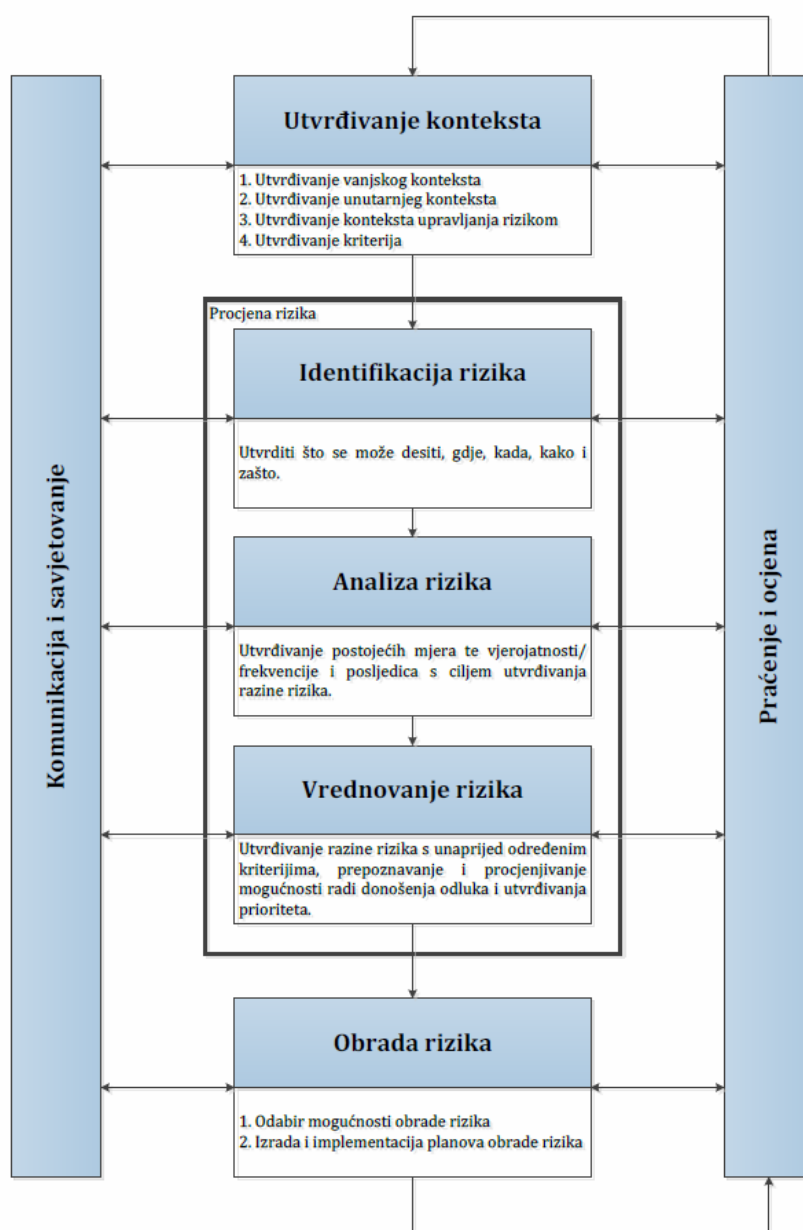 Utvrđivanje konteksta
1. Utvrđivanje vanjskog konteksta
2. Utvrđivanje unutarnjeg konteksta
3. Utvrđivanje konteksta upravljanja rizikom
4. Utvrđivanje kriterija
Procjena rizika
Identifikacija rizika
Utvrditi što se može desiti, gdje, kada, kako i
zašto.
Analiza rizika
Utvrđivanje postojećih mjera te vjerojatnosti/
frekvencije i posljedica s ciljem utvrđivanja
razine rizika.
Vrednovanje rizika
Utvrđivanje razine rizika s unaprijed određenim
kriterijima, prepoznavanje i procjenjivanje
mogućnosti radi donošenja odluka i utvrđivanja
prioriteta.
Obrada rizika
1. Odabir mogućnosti obrade rizika
2. Izrada i implementacija planova obrade rizika
Komunikacija i savjetovanje
Praćenje i ocjena